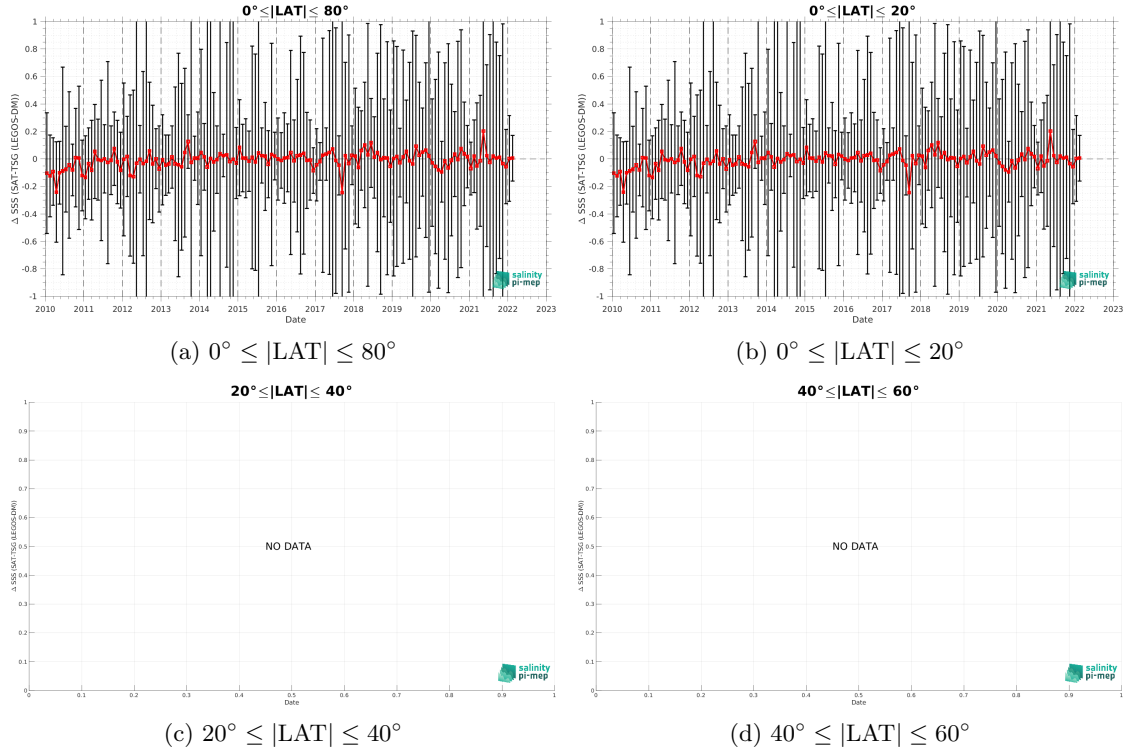 0°≤|LAT|≤ 80°
Δ SSS (SAT-TSG (LEGOS-DM))
1
0.8
0.6
0.4
0.2
0
-0.2
-0.4
-0.6
-0.8
-1
2010 2011 2012 2013 2014 2015 2016 2017 2018 2019 2020 2021 2022 2023
Date
salinity
pi-mep
(a) 0° ≤ |LAT| ≤ 80°
0°≤|LAT|≤ 20°
Δ SSS (SAT-TSG (LEGOS-DM))
1
0.8
0.6
0.4
0.2
0
-0.2
-0.4
-0.6
-0.8
-1
2010 2011 2012 2013 2014 2015 2016 2017 2018 2019 2020 2021 2022 2023
Date
salinity
pi-mep
(b) 0° ≤ |LAT| ≤ 20°
20°≤|LAT|≤ 40°
Δ SSS (SAT-TSG (LEGOS-DM))
1
0.9
0.8
0.7
0.6
0.5
0.4
0.3
0.2
0.1
0
NO DATA
0 0.1 0.2 0.3 0.4 0.5 0.6 0.7 0.8 0.9 1
Date
salinity
pi-mep
(c) 20° ≤ |LAT| ≤ 40°
40°≤|LAT|≤ 60°
Δ SSS (SAT-TSG (LEGOS-DM))
1
0.9
0.8
0.7
0.6
0.5
0.4
0.3
0.2
0.1
0
NO DATA
0 0.1 0.2 0.3 0.4 0.5 0.6 0.7 0.8 0.9 1
Date
salinity
pi-mep
(d) 40° ≤ |LAT| ≤ 60°